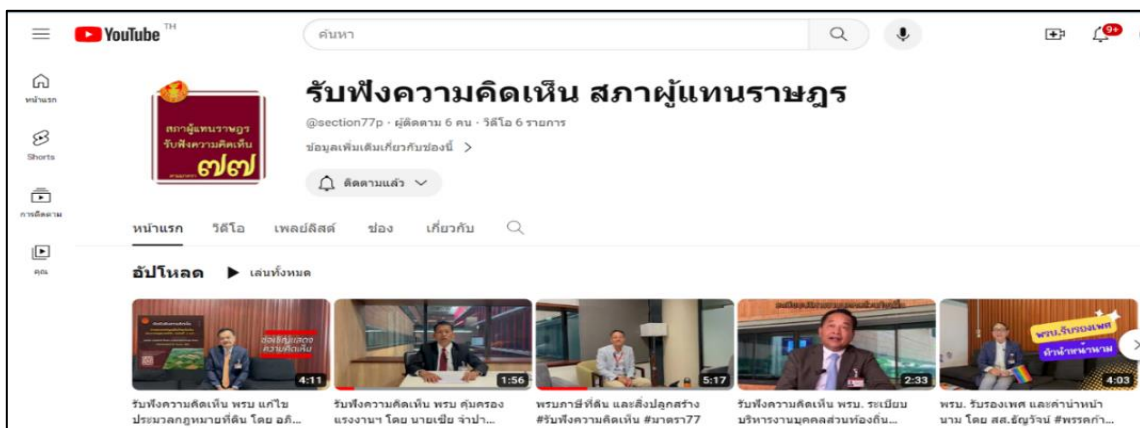 YouTube TH
ค้นหา
9+
หน้าแรก
Shorts
การติดตาม
คุณ
สภาผู้แทนราษฎร
รับฟังความคิดเห็น
๗๗
รับฟังความคิดเห็น สภาผู้แทนราษฎร
@section77p · ผู้ติดตาม 6 คน · วิดีโอ 6 รายการ
ข้อมูลเพิ่มเติมเกี่ยวกับช่องนี้ >
ติดตามแล้ว
หน้าแรก วิดีโอ เพลย์ลิสต์ ช่อง เกี่ยวกับ
อัปโหลด ▶ เล่นทั้งหมด
ขอเชิญแสดง
ความคิดเห็น
4:11
1:56
5:17
2:33
พรบ.รับรองเพศ
คำนำหน้านาม
4:03
รับฟังความคิดเห็น พรบ แก้ไข
ประมวลกฎหมายที่ดิน โดย อภิ...
รับฟังความคิดเห็น พรบ คุ้มครอง
แรงงานฯ โดย นายเซีย จำปา...
พรบภาษีที่ดิน และสิ่งปลูกสร้าง
#รับฟังความคิดเห็น #มาตรา77
รับฟังความคิดเห็น พรบ. ระเบียบ
บริหารงานบุคคลส่วนท้องถิ่น...
พรบ. รับรองเพศ และคำนำหน้า
นาม โดย สส.ธัญวัจน์ #พรรคก้า...